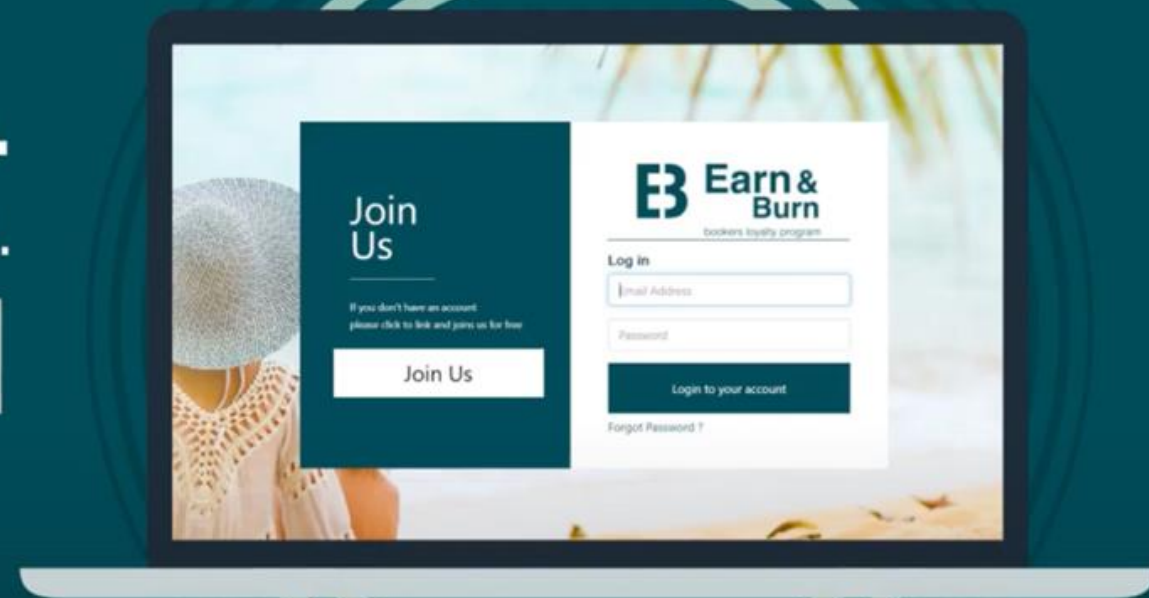 Join
Us
If you don't have an account
please click to link and joins us for free
Join Us
EB Earn &
Burn
bookers loyalty program
Log in
Email Address
Password
Login to your account
Forgot Password ?